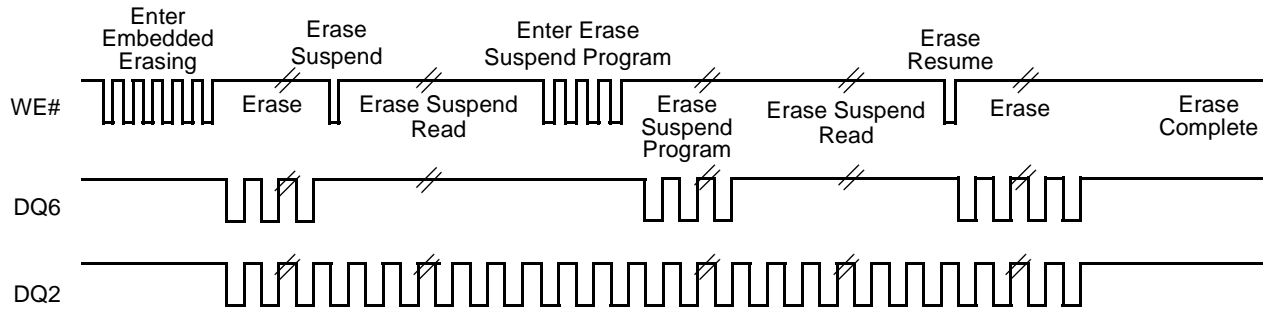 Enter
Embedded
Erasing
Erase
Suspend
Enter Erase
Suspend Program
Erase
Resume
WE#
Erase
Erase Suspend
Read
Erase
Suspend
Program
Erase Suspend
Read
Erase
Erase
Complete
DQ6
DQ2